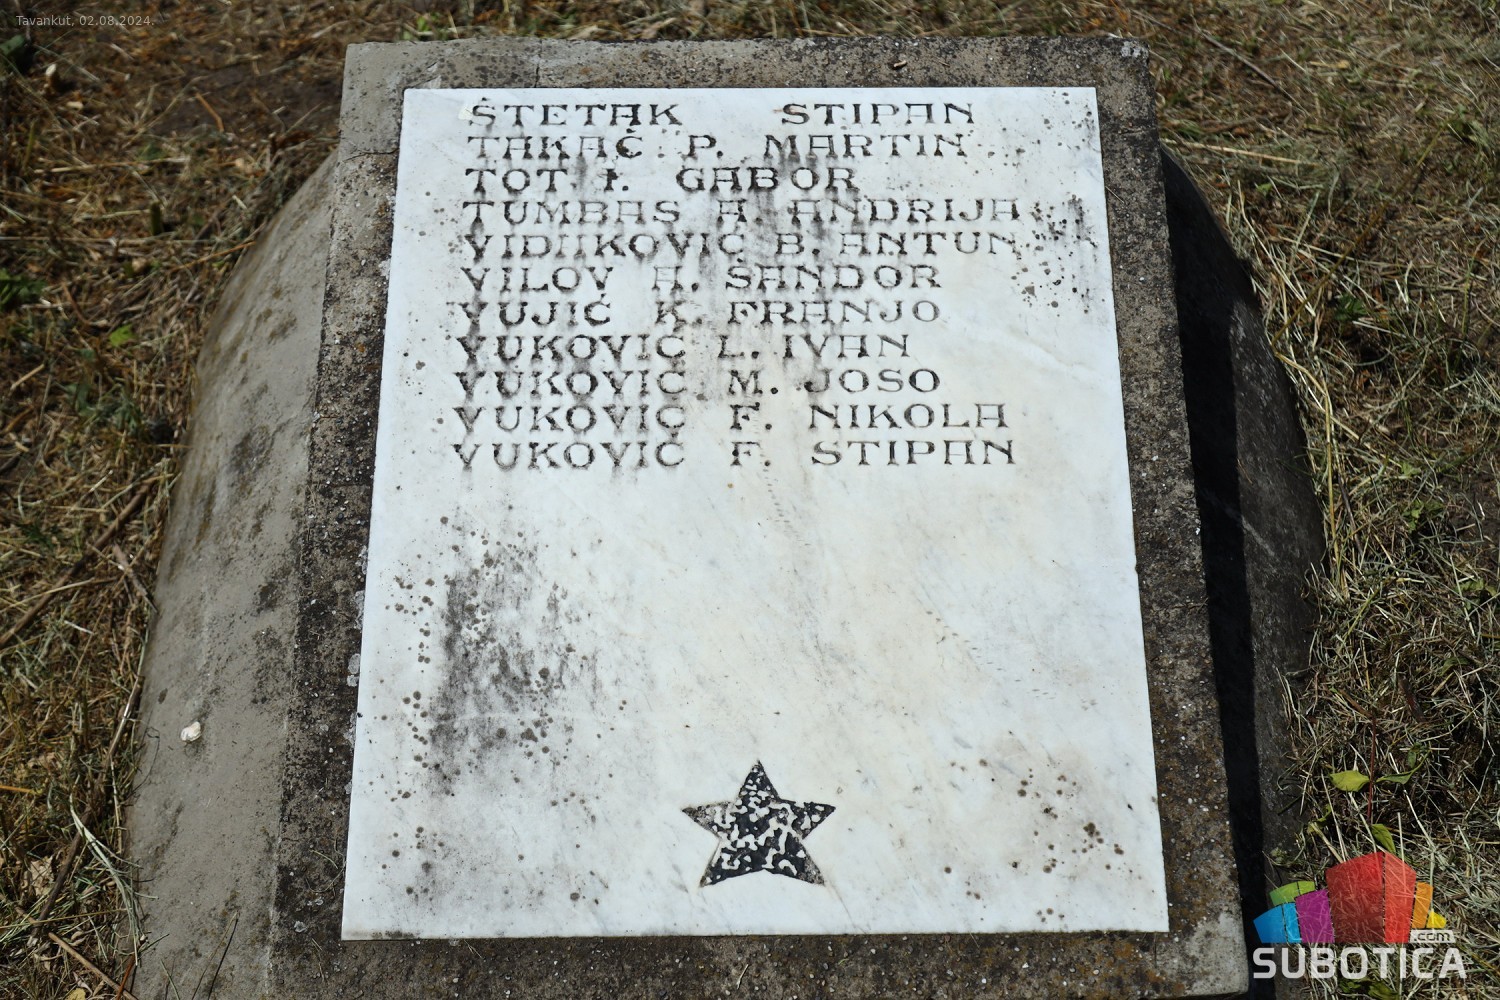 Tavankut, 02.08.2024.
ŠTETAK STIPAN
TAKAČ P. MARTIN
TOT I. GABOR
TUMBAS A. ANDRIJA
VIDAKOVIĆ B. ANTUN
VILOV A. SANDOR
VUJIĆ K. FRANJO
VUKOVIĆ L. IVAN
VUKOVIĆ M. JOSO
VUKOVIĆ F. NIKOLA
VUKOVIĆ F. STIPAN
.com
SUBOTICA